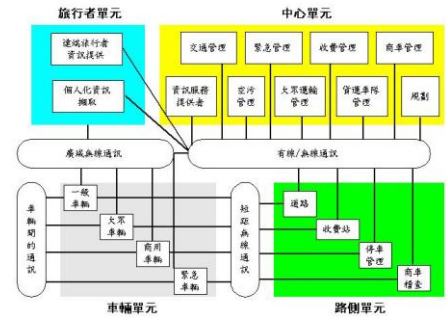 旅行者單元
中心單元
遠端旅行者
資訊提供
個人化資訊
擷取
交通管理
緊急管理
收費管理
商車管理
資訊服務
提供者
空污
管理
大眾運輸
管理
貨運車隊
管理
規劃
廣域無線通訊
有線/無線通訊
車輛間的通訊
一般
車輛
大眾
車輛
商用
車輛
緊急
車輛
短距無線通訊
道路
收費站
停車
管理
商車
稽查
車輛單元
路側單元